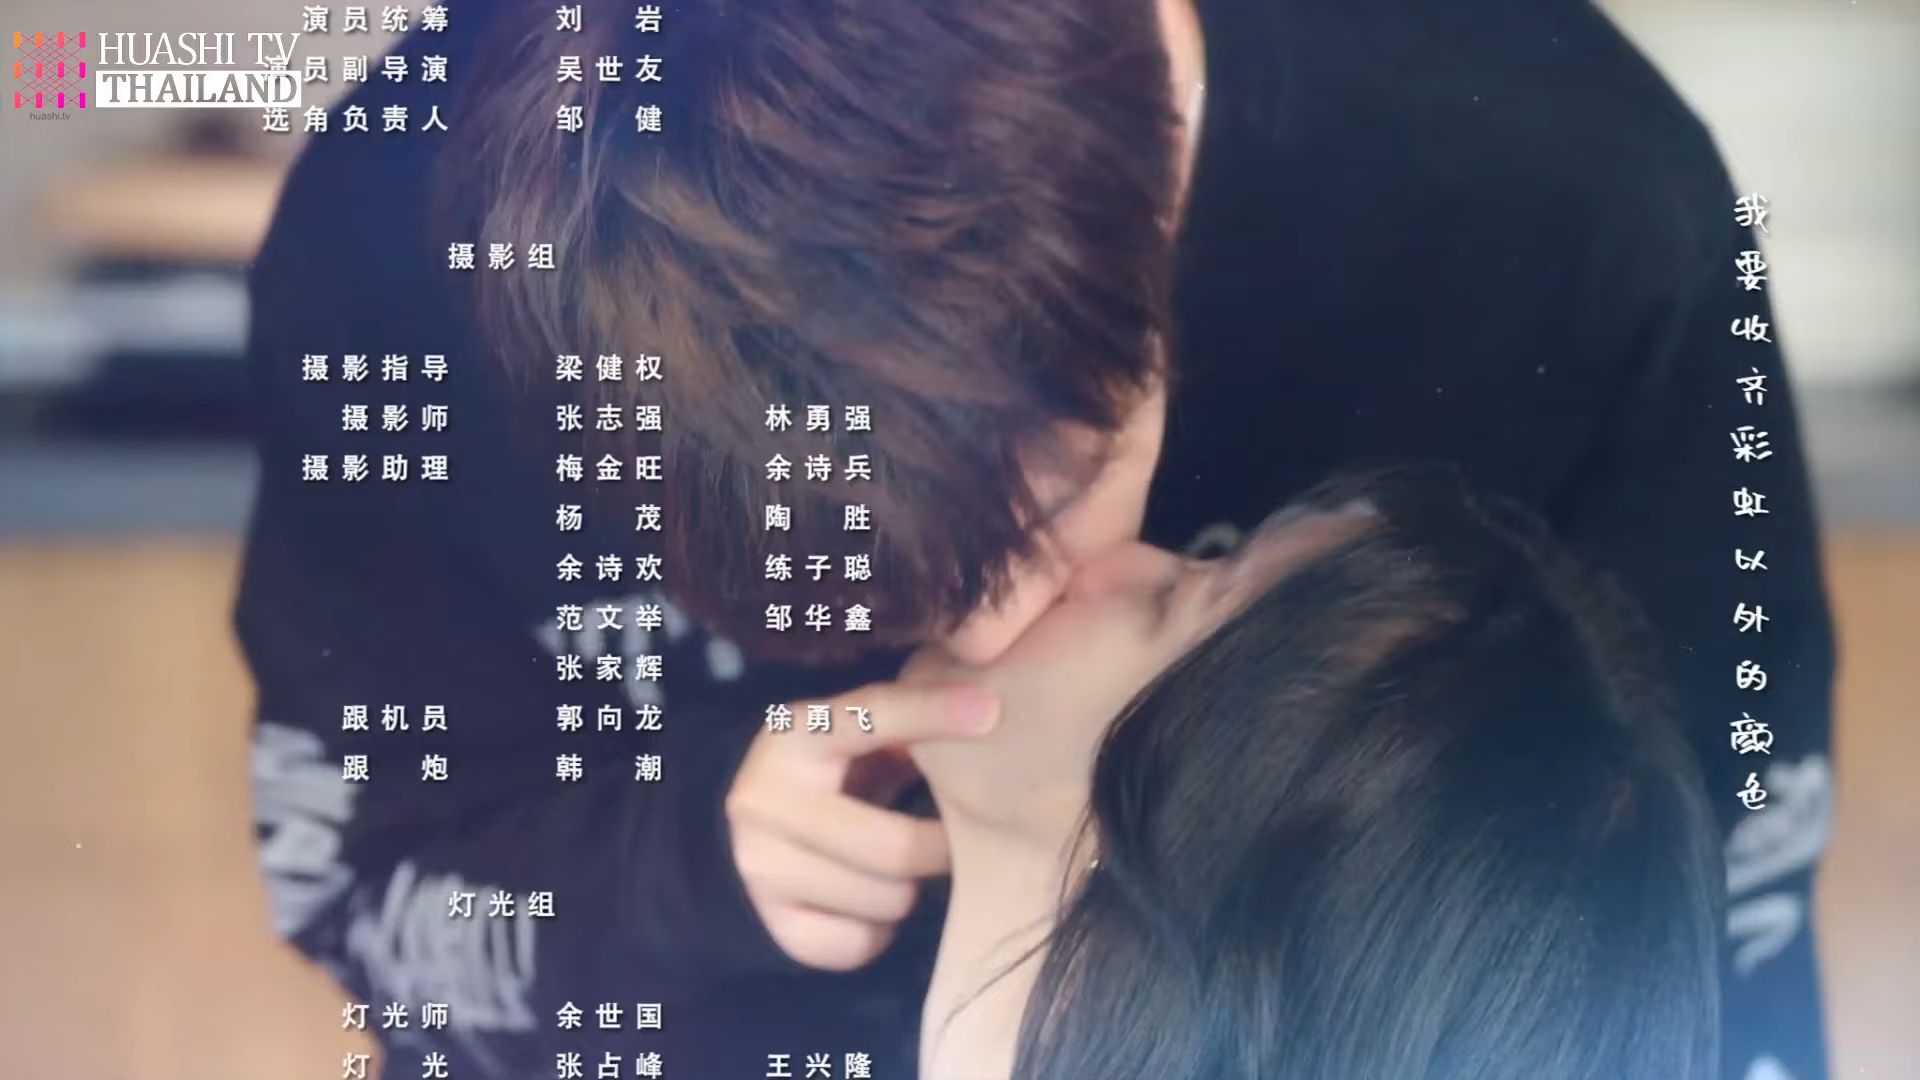 HUASHI TV
THAILAND
huashi.tv
演员统筹 刘岩
演员副导演 吴世友
选角负责人 邹健
摄影组
摄影指导 梁健权
摄影师 张志强 林勇强
摄影助理 梅金旺 余诗兵
杨茂 陶胜
余诗欢 练子聪
范文举 邹华鑫
张家辉
跟机员 郭向龙 徐勇飞
跟炮 韩潮
灯光组
灯光师 余世国
灯光 张占峰 王兴隆
我要收齐彩虹以外的颜色